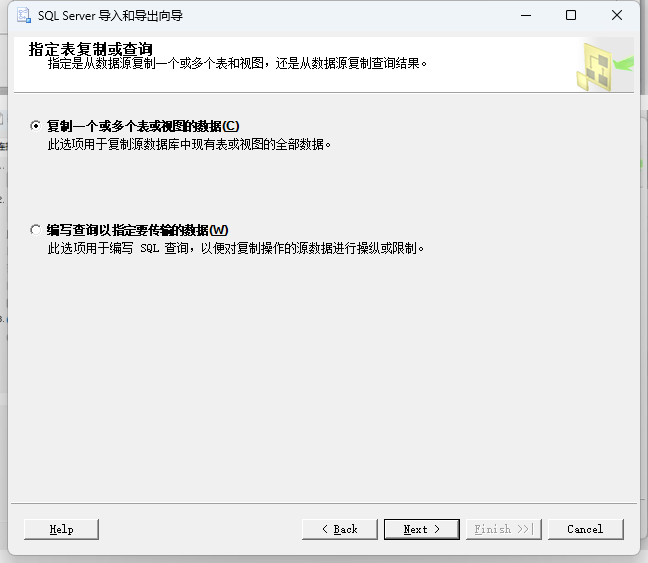 SQL Server 导入和导出向导
指定表复制或查询
指定是从数据源复制一个或多个表和视图，还是从数据源复制查询结果。
复制一个或多个表或视图的数据(C)
此选项用于复制源数据库中现有表或视图的全部数据。
编写查询以指定要传输的数据(W)
此选项用于编写 SQL 查询，以便对复制操作的源数据进行操纵或限制。
Help
< Back
Next >
Finish >>|
Cancel